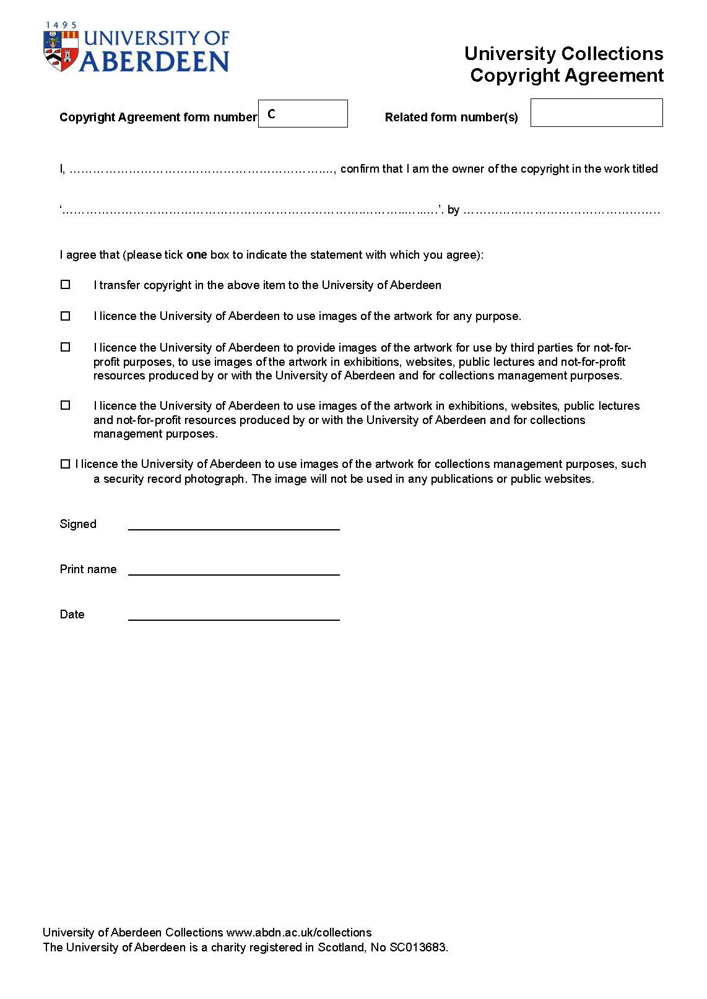 1495
UNIVERSITY OF
ABERDEEN
University Collections
Copyright Agreement
Copyright Agreement form number C Related form number(s)
I, ……………………………………………………….…, confirm that I am the owner of the copyright in the work titled
‘………………………………………………………………….………..…..….’. by …………………………………………..
I agree that (please tick one box to indicate the statement with which you agree):
☐ I transfer copyright in the above item to the University of Aberdeen
☐ I licence the University of Aberdeen to use images of the artwork for any purpose.
☐ I licence the University of Aberdeen to provide images of the artwork for use by third parties for not-for-
profit purposes, to use images of the artwork in exhibitions, websites, public lectures and not-for-profit
resources produced by or with the University of Aberdeen and for collections management purposes.
☐ I licence the University of Aberdeen to use images of the artwork in exhibitions, websites, public lectures
and not-for-profit resources produced by or with the University of Aberdeen and for collections
management purposes.
☐ I licence the University of Aberdeen to use images of the artwork for collections management purposes, such
a security record photograph. The image will not be used in any publications or public websites.
Signed
Print name
Date
University of Aberdeen Collections www.abdn.ac.uk/collections
The University of Aberdeen is a charity registered in Scotland, No SC013683.